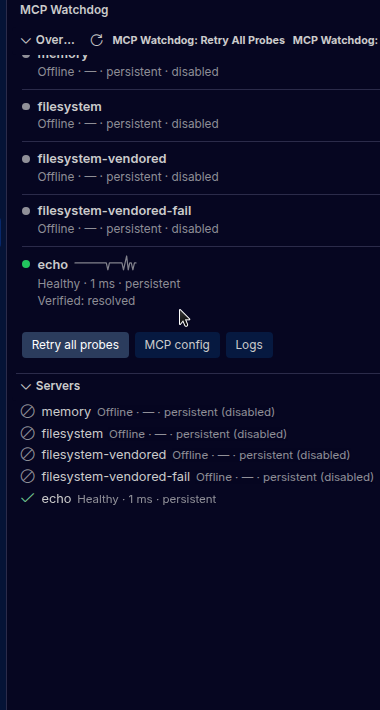 MCP Watchdog
Over... MCP Watchdog: Retry All Probes MCP Watchdog:
memory
Offline · — · persistent · disabled
filesystem
Offline · — · persistent · disabled
filesystem-vendored
Offline · — · persistent · disabled
filesystem-vendored-fail
Offline · — · persistent · disabled
echo
Healthy · 1 ms · persistent
Verified: resolved
Retry all probes MCP config Logs
Servers
memory Offline · — · persistent (disabled)
filesystem Offline · — · persistent (disabled)
filesystem-vendored Offline · — · persistent (disabled)
filesystem-vendored-fail Offline · — · persistent (disabled)
echo Healthy · 1 ms · persistent